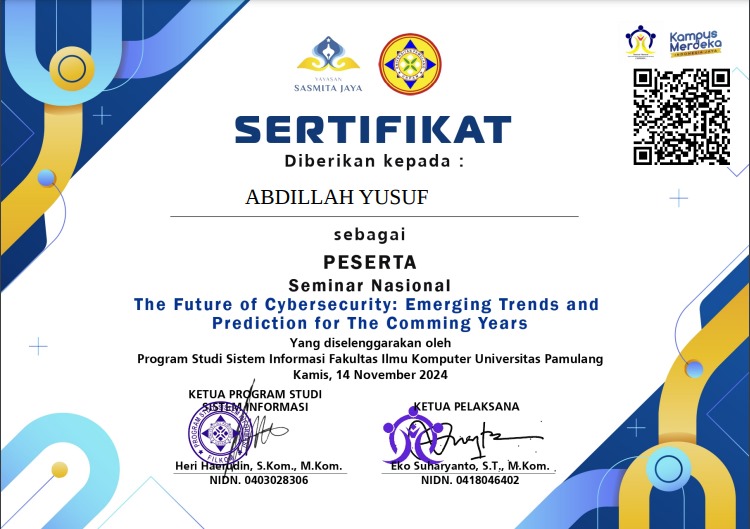 YAYASAN
SASMITA JAYA
Kampus
Merdeka
INDONESIA JAYA
SERTIFIKAT
Diberikan kepada :
ABDILLAH YUSUF
sebagai
PESERTA
Seminar Nasional
The Future of Cybersecurity: Emerging Trends and
Prediction for The Comming Years
Yang diselenggarakan oleh
Program Studi Sistem Informasi Fakultas Ilmu Komputer Universitas Pamulang
Kamis, 14 November 2024
KETUA PROGRAM STUDI
SISTEM INFORMASI
Heri Haerudin, S.Kom., M.Kom.
NIDN. 0403028306
KETUA PELAKSANA
Eko Suharyanto, S.T., M.Kom.
NIDN. 0418046402